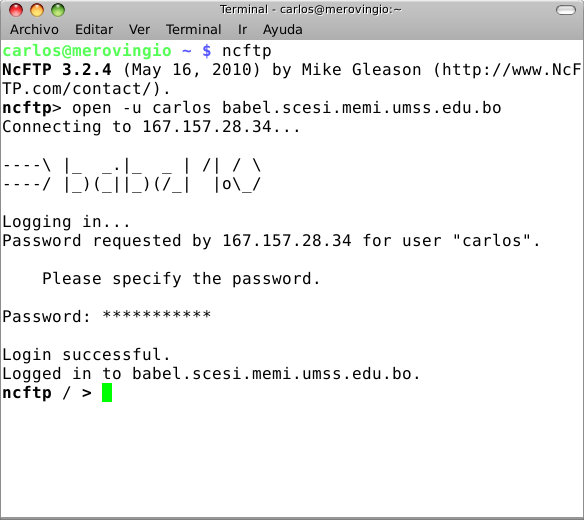 Terminal - carlos@merovingio:~
Archivo Editar Ver Terminal Ir Ayuda
carlos@merovingio ~ $ ncftp
NcFTP 3.2.4 (May 16, 2010) by Mike Gleason (http://www.NcF
TP.com/contact/).
ncftp> open -u carlos babel.scesi.memi.umss.edu.bo
Connecting to 167.157.28.34...
----\ |_  _.|_  _ | /| / \
----/ |_)(_||_)(/_|  |o\_/
Logging in...
Password requested by 167.157.28.34 for user "carlos".
Please specify the password.
Password: ***********
Login successful.
Logged in to babel.scesi.memi.umss.edu.bo.
ncftp / >